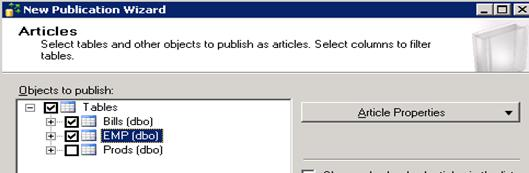 New Publication Wizard
Articles
Select tables and other objects to publish as articles. Select columns to filter
tables.
Objects to publish:
Tables
Article Properties
Bills (dbo)
EMP (dbo)
Prods (dbo)